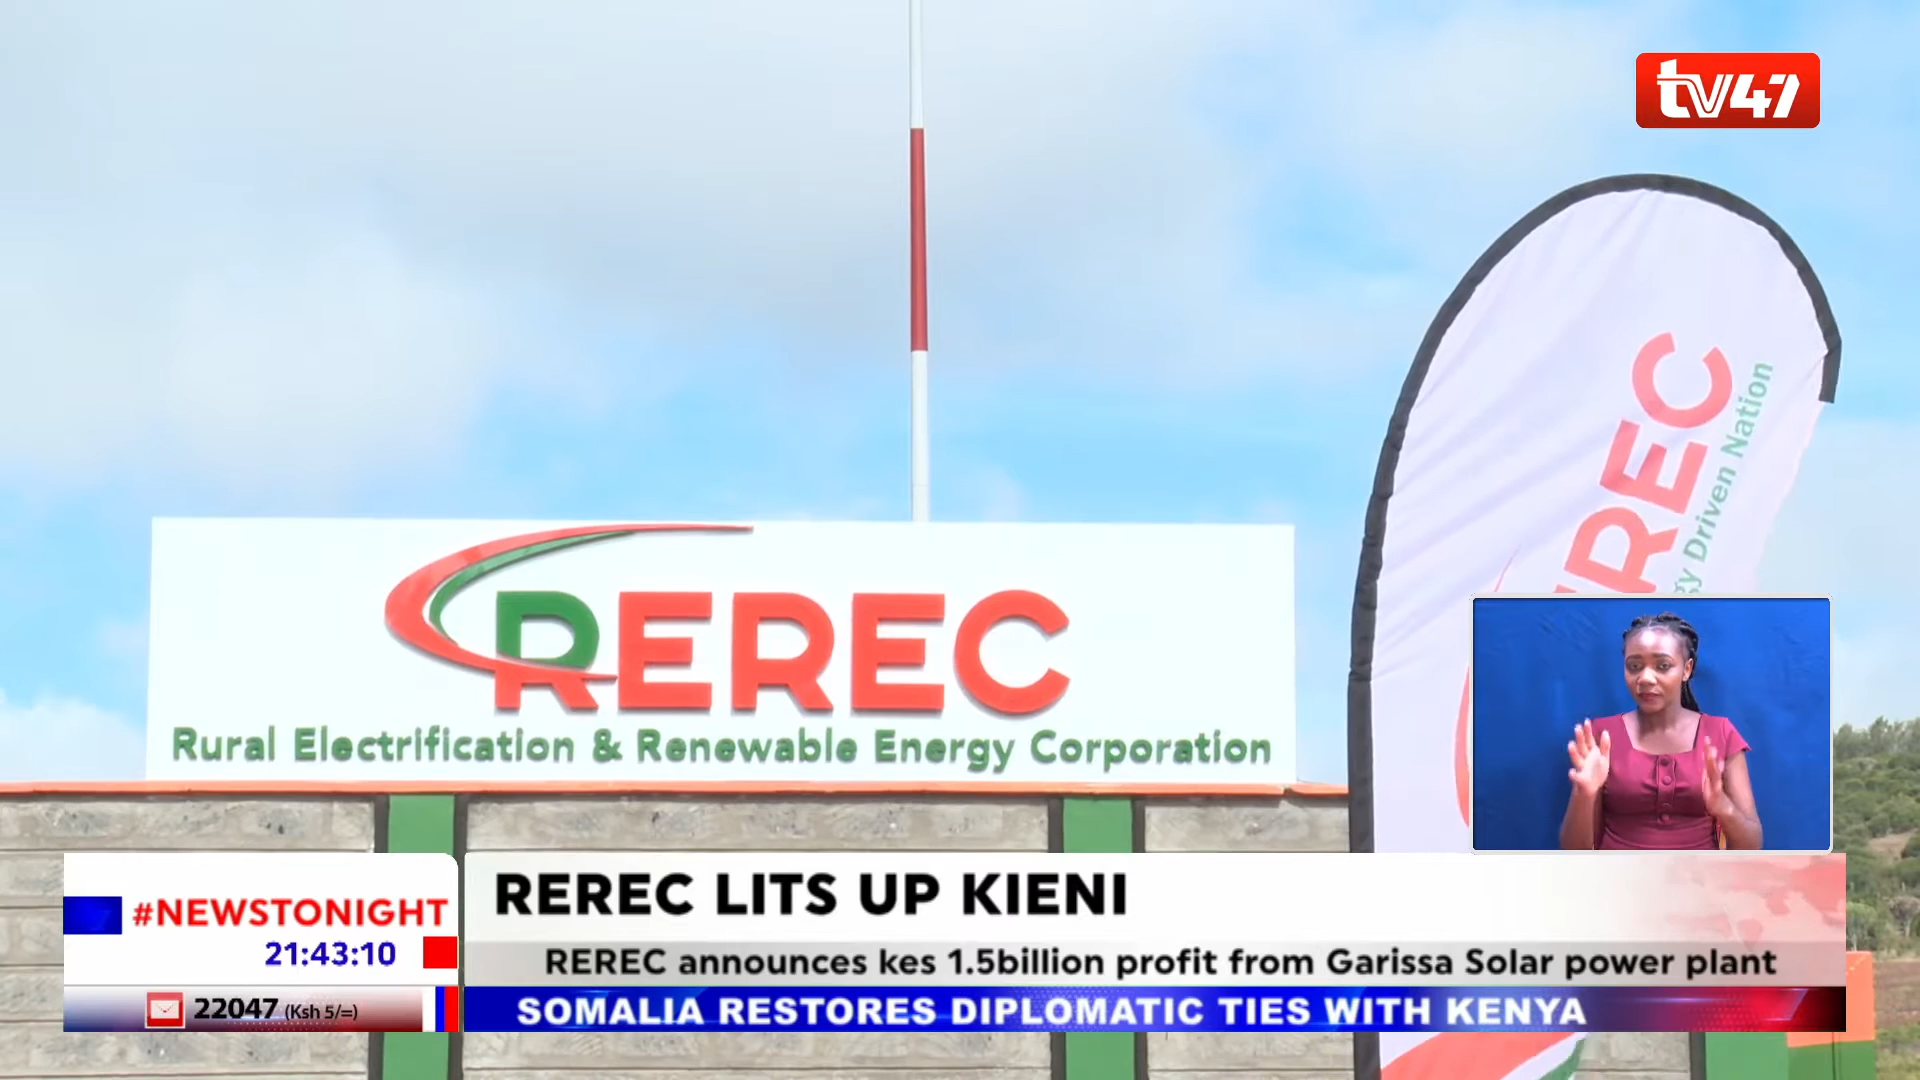 tv47
REREC
gy Driven Nation
REREC
Rural Electrification & Renewable Energy Corporation
#NEWSTONIGHT
21:43:10
22047 (Ksh 5/=)
REREC LITS UP KIENI
REREC announces kes 1.5billion profit from Garissa Solar power plant
SOMALIA RESTORES DIPLOMATIC TIES WITH KENYA